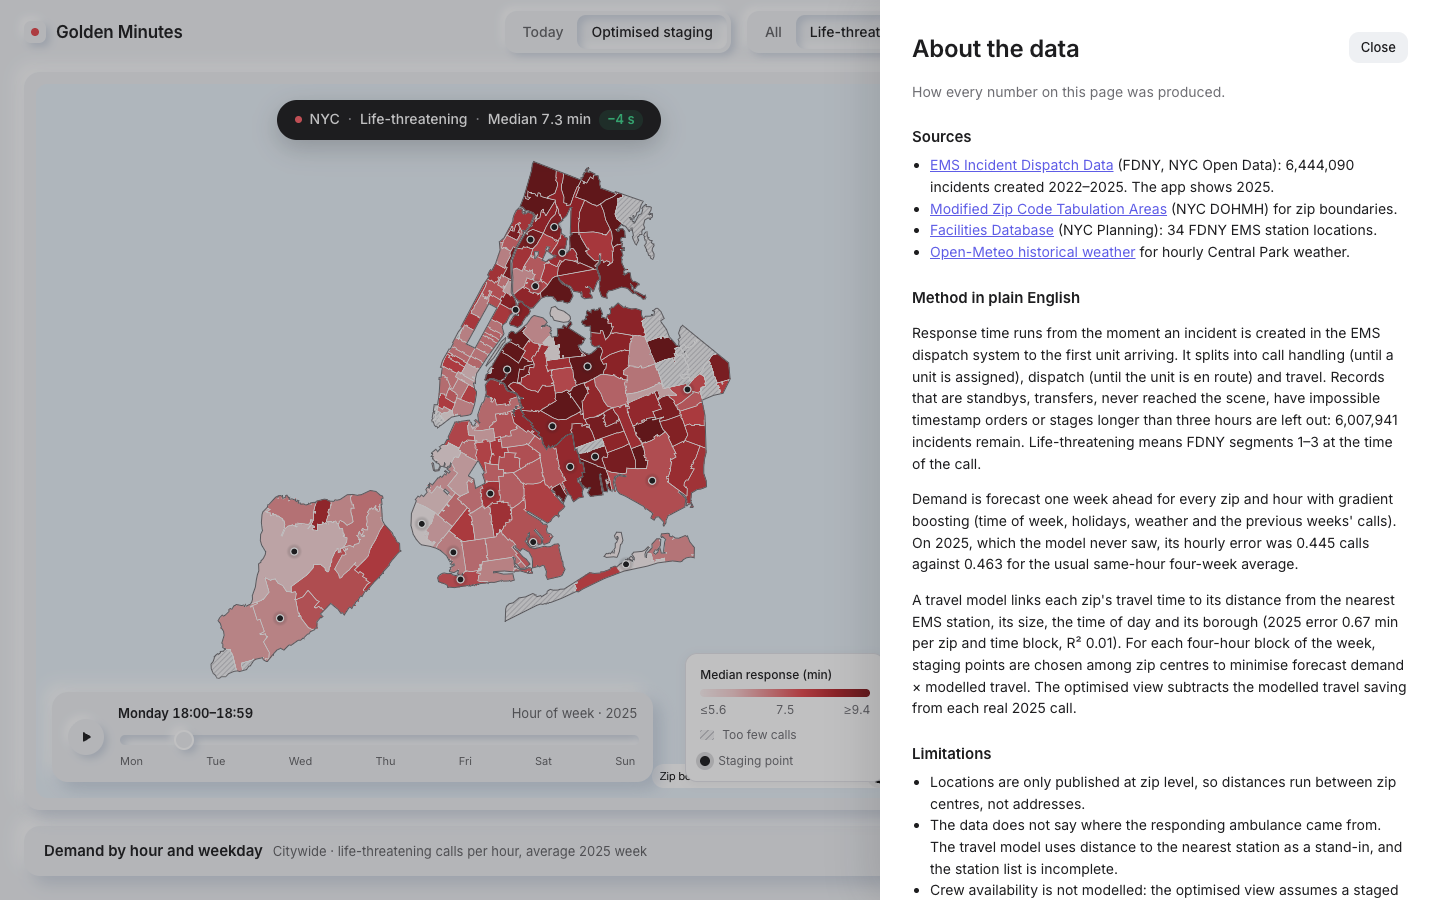 Golden Minutes
Today
Optimised staging
All
Life-threat
NYC · Life-threatening · Median 7.3 min −4 s
Monday 18:00–18:59
Hour of week · 2025
Mon Tue Wed Thu Fri Sat Sun
Zip bo
Median response (min)
≤5.6 7.5 ≥9.4
Too few calls
Staging point
Demand by hour and weekday
Citywide · life-threatening calls per hour, average 2025 week
About the data
Close
How every number on this page was produced.
Sources
• EMS Incident Dispatch Data (FDNY, NYC Open Data): 6,444,090
incidents created 2022–2025. The app shows 2025.
• Modified Zip Code Tabulation Areas (NYC DOHMH) for zip boundaries.
• Facilities Database (NYC Planning): 34 FDNY EMS station locations.
• Open-Meteo historical weather for hourly Central Park weather.
Method in plain English
Response time runs from the moment an incident is created in the EMS
dispatch system to the first unit arriving. It splits into call handling (until a
unit is assigned), dispatch (until the unit is en route) and travel. Records
that are standbys, transfers, never reached the scene, have impossible
timestamp orders or stages longer than three hours are left out: 6,007,941
incidents remain. Life-threatening means FDNY segments 1–3 at the time
of the call.
Demand is forecast one week ahead for every zip and hour with gradient
boosting (time of week, holidays, weather and the previous weeks' calls).
On 2025, which the model never saw, its hourly error was 0.445 calls
against 0.463 for the usual same-hour four-week average.
A travel model links each zip's travel time to its distance from the nearest
EMS station, its size, the time of day and its borough (2025 error 0.67 min
per zip and time block, R² 0.01). For each four-hour block of the week,
staging points are chosen among zip centres to minimise forecast demand
× modelled travel. The optimised view subtracts the modelled travel saving
from each real 2025 call.
Limitations
• Locations are only published at zip level, so distances run between zip
centres, not addresses.
• The data does not say where the responding ambulance came from.
The travel model uses distance to the nearest station as a stand-in, and
the station list is incomplete.
• Crew availability is not modelled: the optimised view assumes a staged